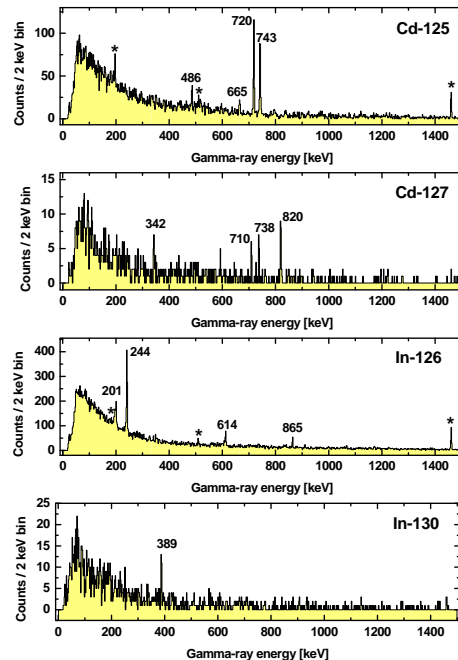 Cd-125
720
743
*
486
*
665
*
100
50
0
Counts / 2 keV bin
0 200 400 600 800 1000 1200 1400
Gamma-ray energy [keV]
Cd-127
820
738
710
342
15
10
5
0
Counts / 2 keV bin
0 200 400 600 800 1000 1200 1400
Gamma-ray energy [keV]
In-126
244
201
*
*
614
865
*
400
300
200
100
0
Counts / 2 keV bin
0 200 400 600 800 1000 1200 1400
Gamma-ray energy [keV]
In-130
389
25
20
15
10
5
0
Counts / 2 keV bin
0 200 400 600 800 1000 1200 1400
Gamma-ray energy [keV]